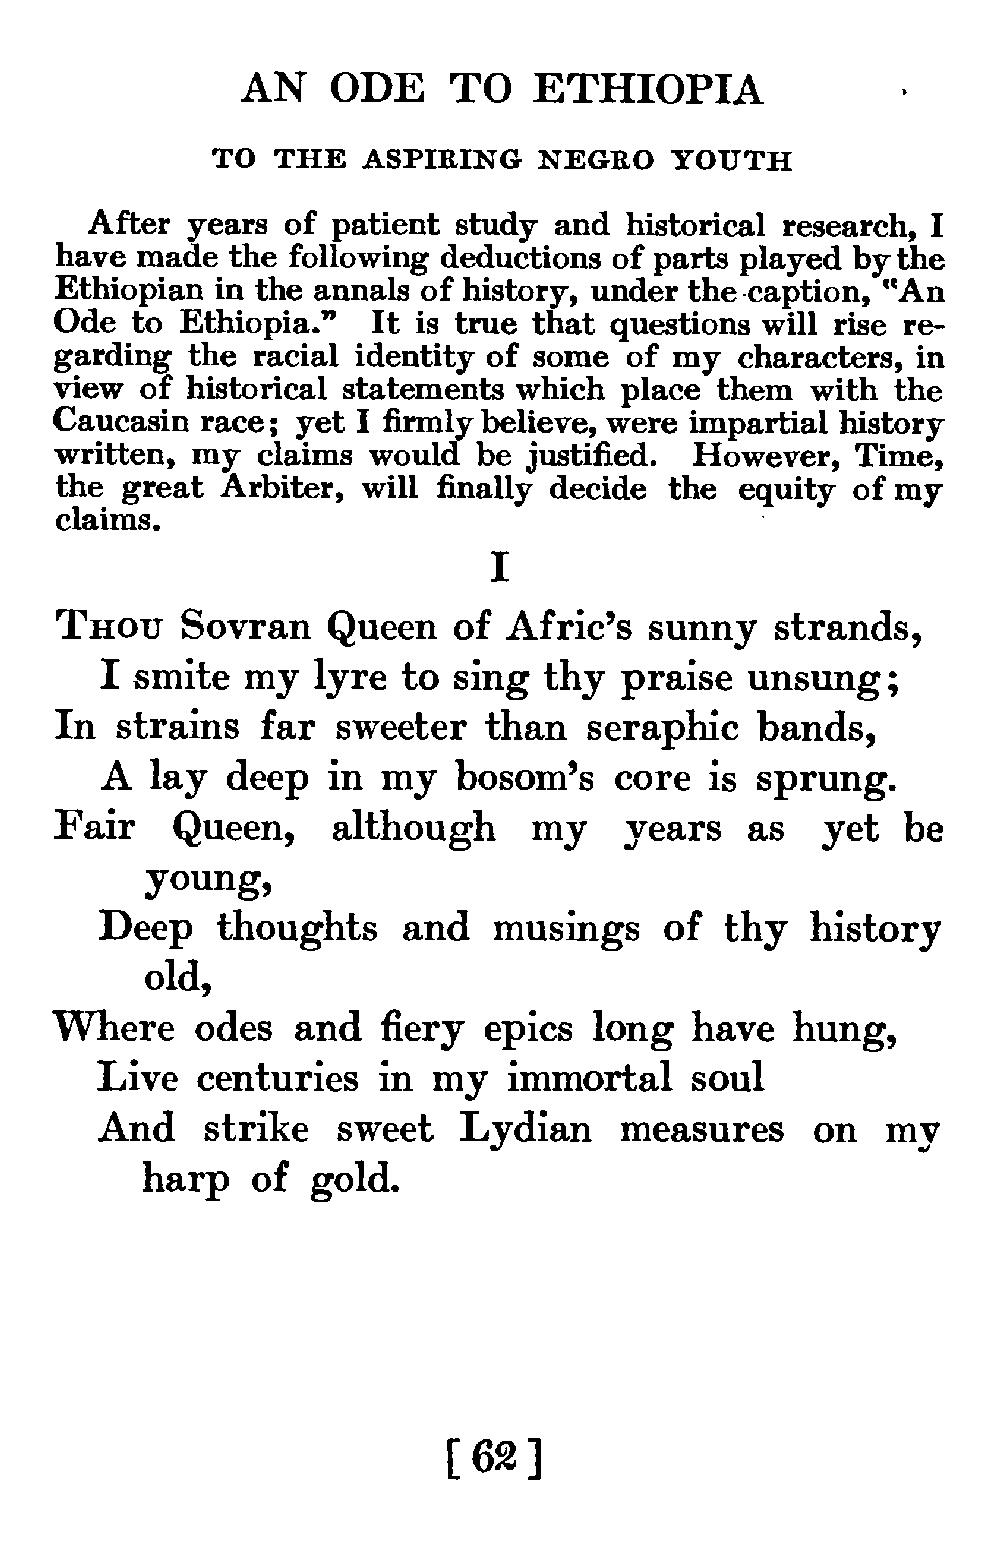 AN ODE TO ETHIOPIA
TO THE ASPIRING NEGRO YOUTH
After years of patient study and historical research, I
have made the following deductions of parts played by the
Ethiopian in the annals of history, under the caption, "An
Ode to Ethiopia." It is true that questions will rise re-
garding the racial identity of some of my characters, in
view of historical statements which place them with the
Caucasin race; yet I firmly believe, were impartial history
written, my claims would be justified. However, Time,
the great Arbiter, will finally decide the equity of my
claims.
I
THOU Sovran Queen of Afric's sunny strands,
I smite my lyre to sing thy praise unsung;
In strains far sweeter than seraphic bands,
A lay deep in my bosom's core is sprung.
Fair Queen, although my years as yet be
young,
Deep thoughts and musings of thy history
old,
Where odes and fiery epics long have hung,
Live centuries in my immortal soul
And strike sweet Lydian measures on my
harp of gold.
[ 62 ]